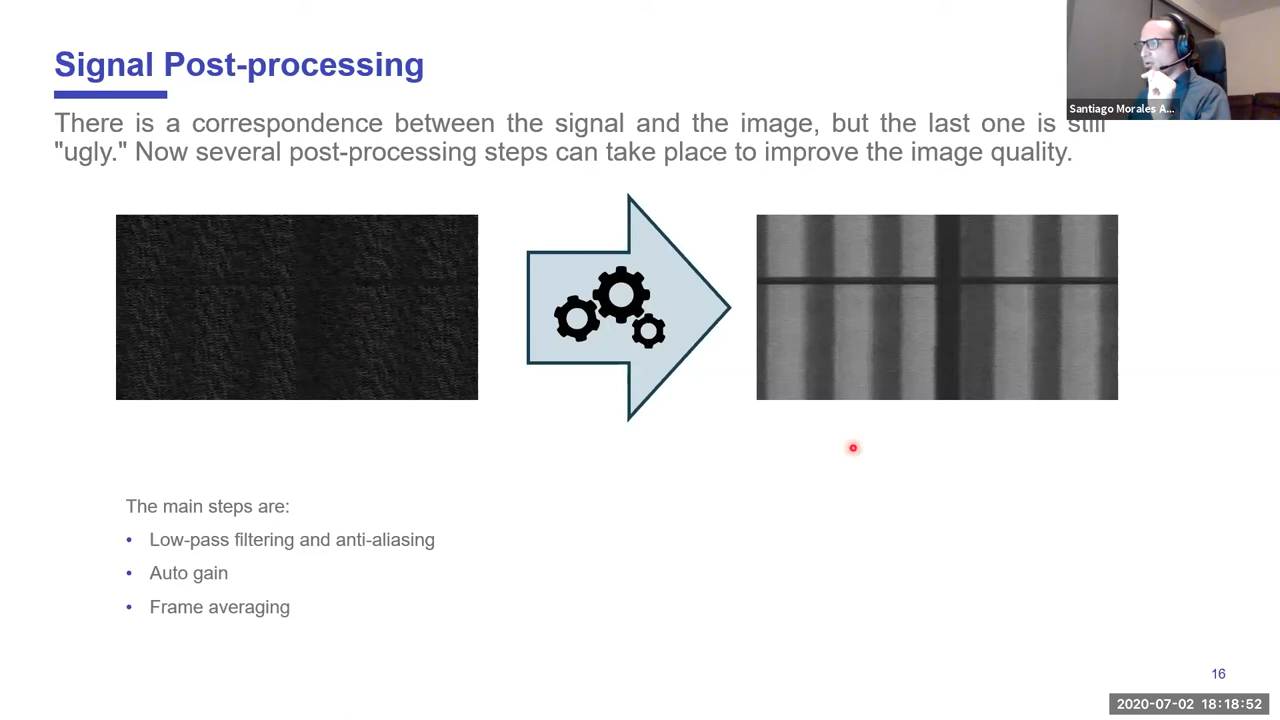 Signal Post-processing
Santiago Morales A...
There is a correspondence between the signal and the image, but the last one is still
"ugly." Now several post-processing steps can take place to improve the image quality.
The main steps are:
• Low-pass filtering and anti-aliasing
• Auto gain
• Frame averaging
16
2020-07-02 18:18:52